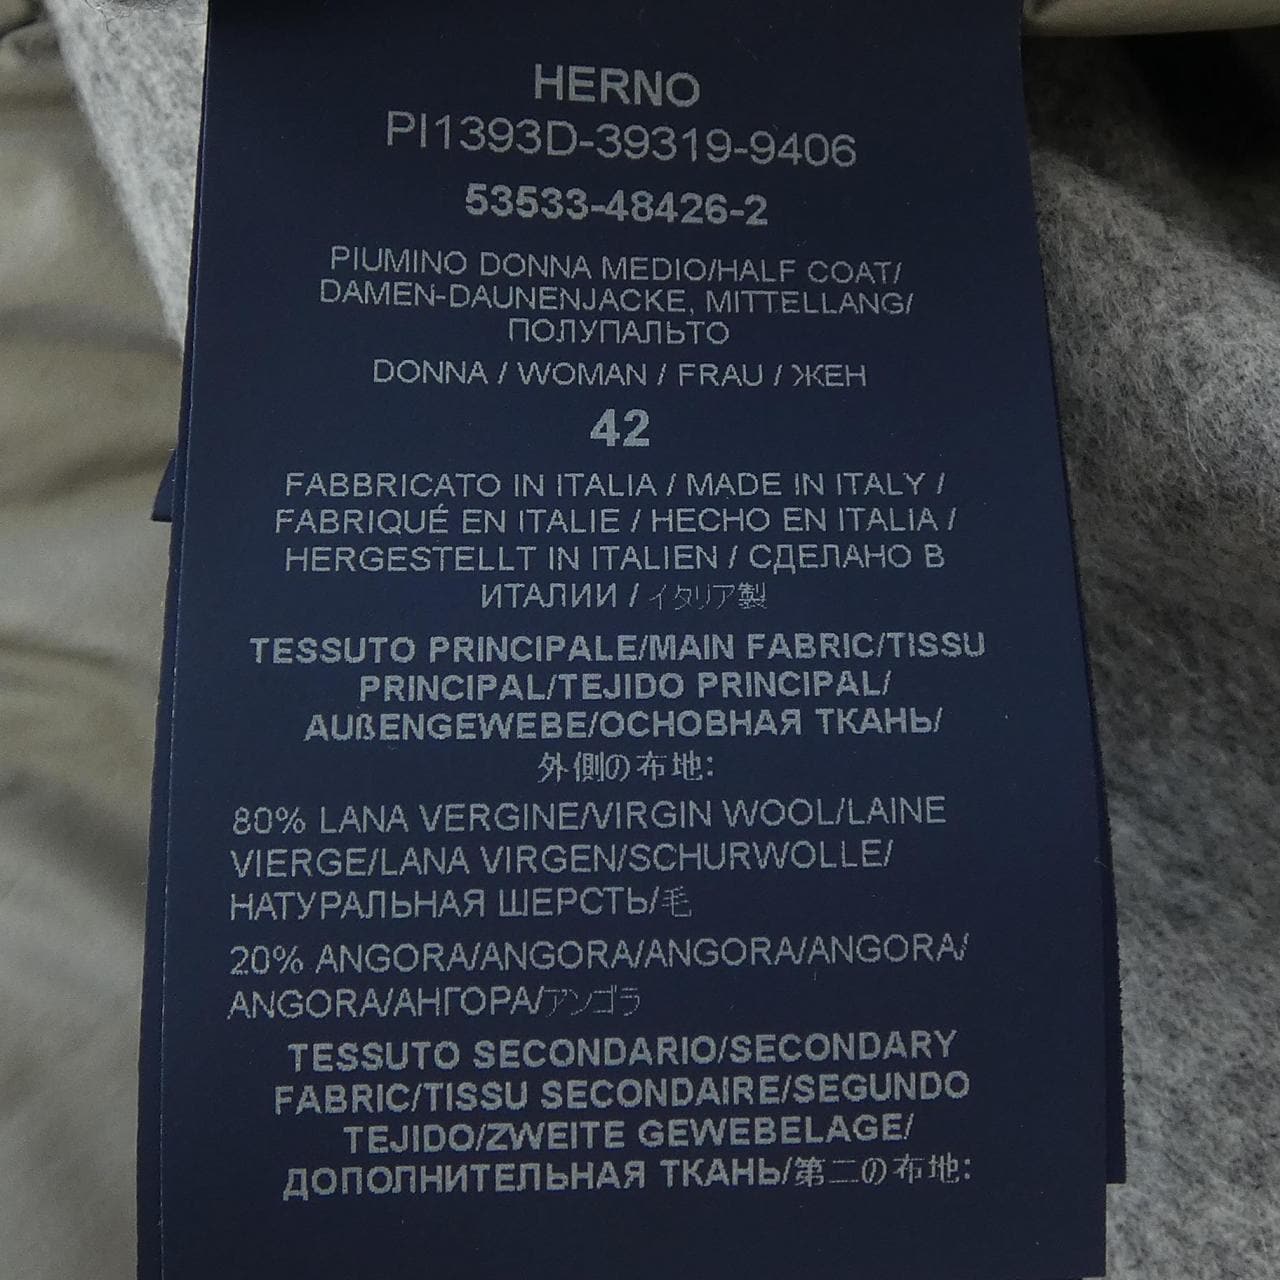 HERNO
PI1393D-39319-9406
53533-48426-2
PIUMINO DONNA MEDIO/HALF COAT/
DAMEN-DAUNENJACKE, MITTELLANG/
ПОЛУПАЛЬТО
DONNA / WOMAN / FRAU / ЖЕН
42
FABBRICATO IN ITALIA / MADE IN ITALY /
FABRIQUÉ EN ITALIE / HECHO EN ITALIA /
HERGESTELLT IN ITALIEN / СДЕЛАНО В
ИТАЛИИ / イタリア製
TESSUTO PRINCIPALE/MAIN FABRIC/TISSU
PRINCIPAL/TEJIDO PRINCIPAL/
AUßENGEWEBE/ОСНОВНАЯ ТКАНЬ/
外側の布地:
80% LANA VERGINE/VIRGIN WOOL/LAINE
VIERGE/LANA VIRGEN/SCHURWOLLE/
НАТУРАЛЬНАЯ ШЕРСТЬ/毛
20% ANGORA/ANGORA/ANGORA/ANGORA/
ANGORA/АНГОРА/アンゴラ
TESSUTO SECONDARIO/SECONDARY
FABRIC/TISSU SECONDAIRE/SEGUNDO
TEJIDO/ZWEITE GEWEBELAGE/
ДОПОЛНИТЕЛЬНАЯ ТКАНЬ/第二の布地: